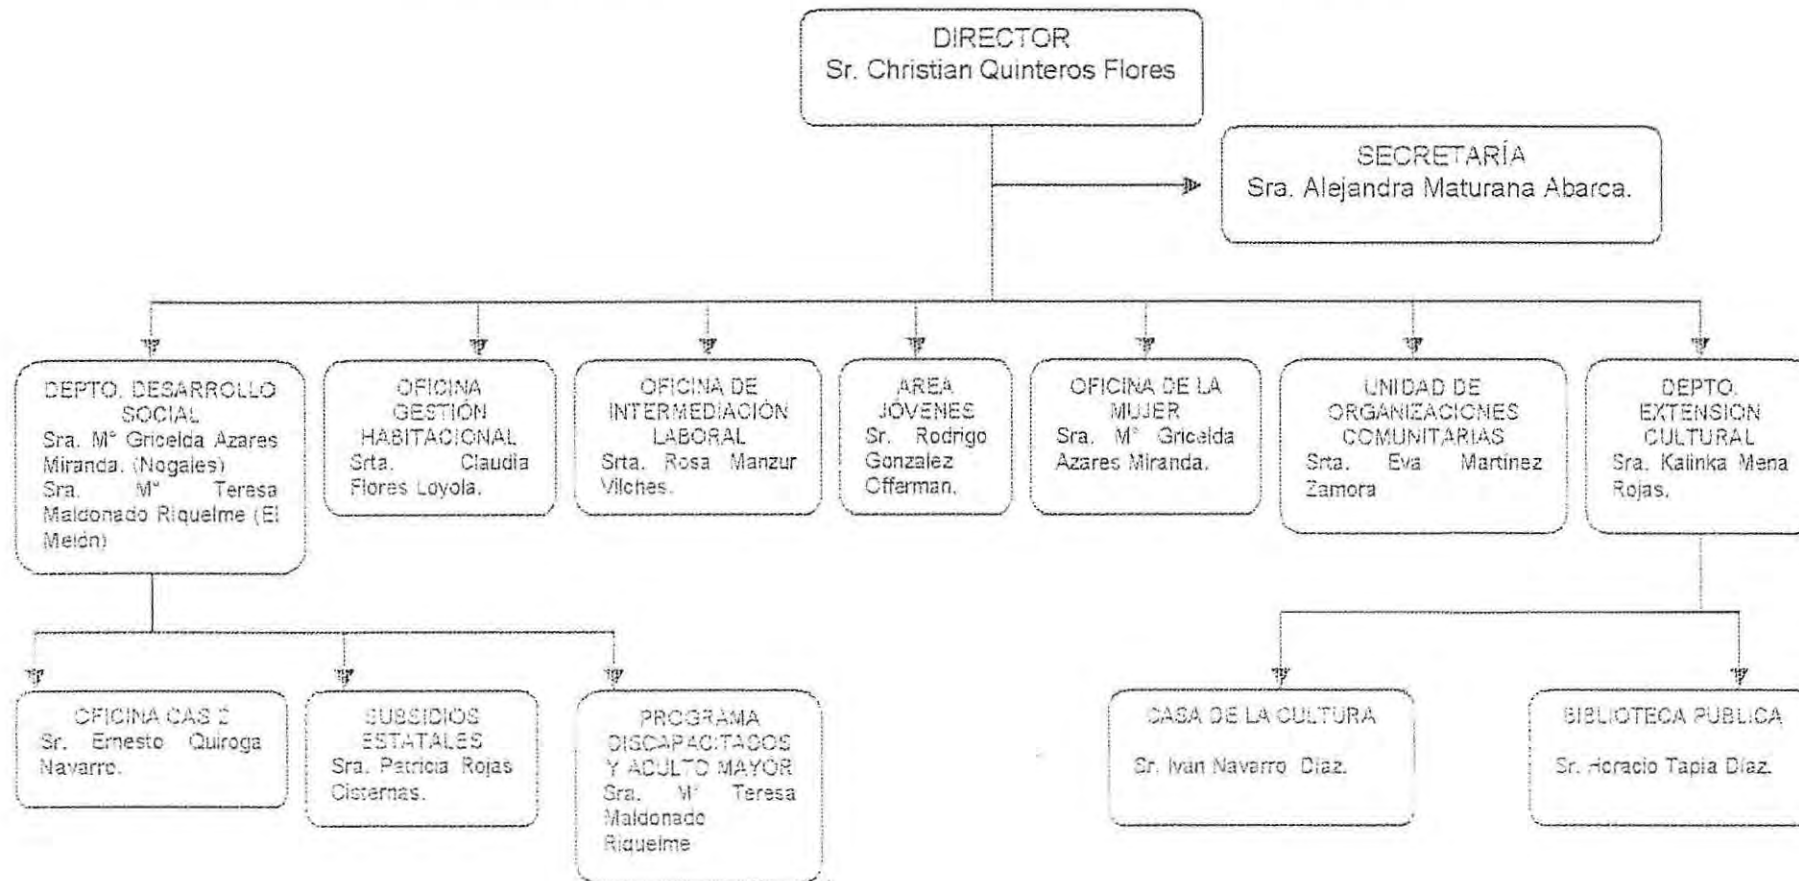 DIRECTOR
Sr. Christian Quinteros Flores
SECRETARÍA
Sra. Alejandra Maturana Abarca.
DEPTO. DESARROLLO
SOCIAL
Sra. Mª Gricelda Azares
Miranda. (Nogales)
Sra. Mª Teresa
Maldonado Riquelme (El
Melón)
OFICINA
GESTIÓN
HABITACIONAL
Srta. Claudia
Flores Loyola.
OFICINA DE
INTERMEDIACIÓN
LABORAL
Srta. Rosa Manzur
Vilches.
AREA
JÓVENES
Sr. Rodrigo
Gonzalez
Offerman.
OFICINA DE LA
MUJER
Sra. Mª Gricelda
Azares Miranda.
UNIDAD DE
ORGANIZACIONES
COMUNITARIAS
Srta. Eva Martínez
Zamora
DEPTO.
EXTENSION
CULTURAL
Sra. Kalinka Mena
Rojas.
OFICINA CAS 2
Sr. Ernesto Quiroga
Navarro.
SUBSIDIOS
ESTATALES
Sra. Patricia Rojas
Cisternas.
PROGRAMA
DISCAPACITADOS
Y ADULTO MAYOR
Sra. Mª Teresa
Maldonado
Riquelme
CASA DE LA CULTURA
Sr. Iván Navarro Díaz.
BIBLIOTECA PUBLICA
Sr. Horacio Tapia Díaz.